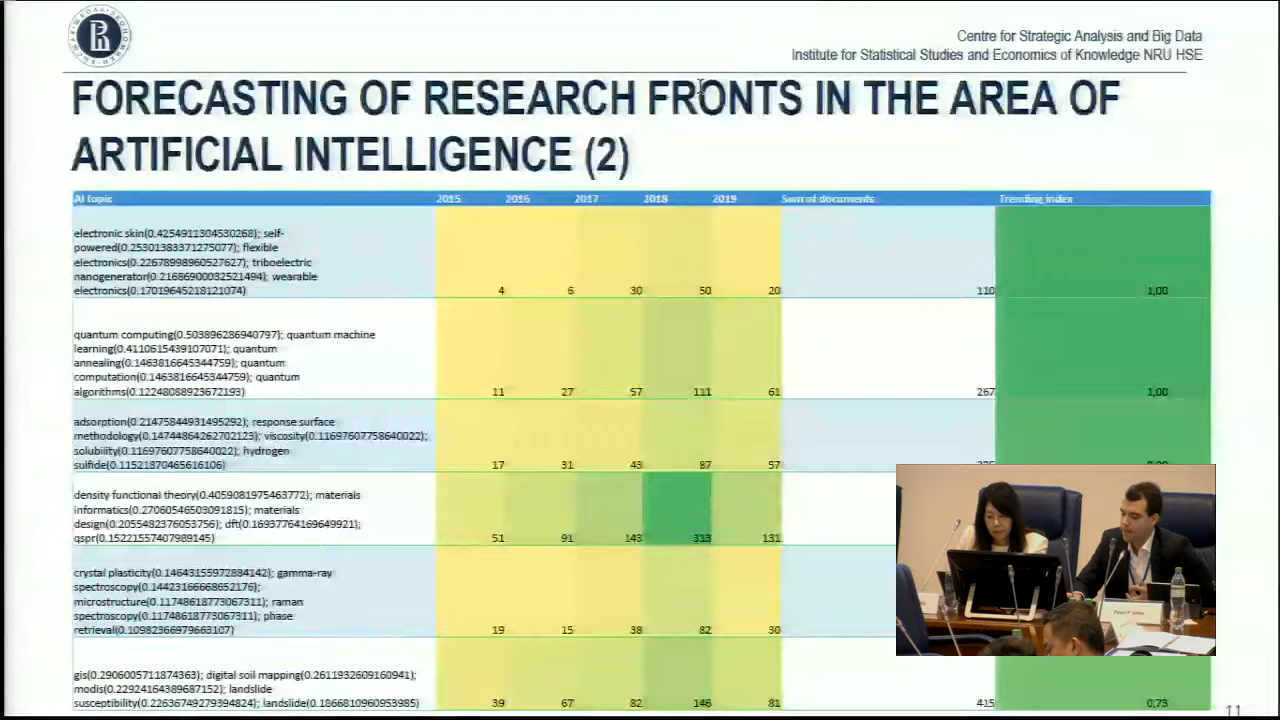 Centre for Strategic Analysis and Big Data
Institute for Statistical Studies and Economics of Knowledge NRU HSE
FORECASTING OF RESEARCH FRONTS IN THE AREA OF
ARTIFICIAL INTELLIGENCE (2)
AI topic 2015 2016 2017 2018 2019 Sum of documents Trending index
electronic skin(0.4254911304530268); self-
powered(0.25301383371275077); flexible
electronics(0.22678998960527627); triboelectric
nanogenerator(0.21686900032521494); wearable
electronics(0.1701964521812107​4) 4 6 30 50 20 110 1,00
quantum computing(0.503896286940797); quantum machine
learning(0.4110615439107071); quantum
annealing(0.1463816645344759); quantum
computation(0.1463816645344759); quantum
algorithms(0.12248088923672193) 11 27 57 111 61 267 1,00
adsorption(0.21475844931495292); response surface
methodology(0.14744864262702123); viscosity(0.11697607758640022);
solubility(0.11697607758640022); hydrogen
sulfide(0.11521870465616106) 17 31 43 87 57
density functional theory(0.4059081975463772); materials
informatics(0.27060546503091815); materials
design(0.2055482376053756); dft(0.16937764169649921);
qspr(0.15221557407989145) 51 91 143 313 131
crystal plasticity(0.14643155972884142); gamma-ray
spectroscopy(0.14423166668652176);
microstructure(0.11748618773067311); raman
spectroscopy(0.11748618773067311); phase
retrieval(0.10982366979663107) 19 15 38 82 30
gis(0.2906005711874363); digital soil mapping(0.2611932609160941);
modis(0.22924164389687152); landslide
susceptibility(0.22636749279394824); landslide(0.1866810960953985) 39 67 82 146 81 415 0,73
11